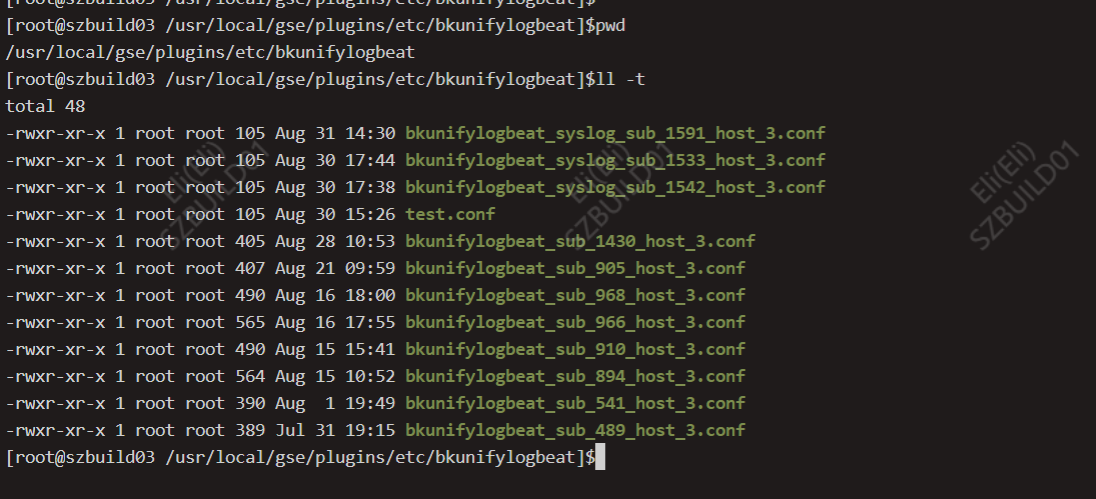 [root@szbuild03 /usr/local/gse/plugins/etc/bkunifylogbeat]$
[root@szbuild03 /usr/local/gse/plugins/etc/bkunifylogbeat]$pwd
/usr/local/gse/plugins/etc/bkunifylogbeat
[root@szbuild03 /usr/local/gse/plugins/etc/bkunifylogbeat]$ll -t
total 48
-rwxr-xr-x 1 root root 105 Aug 31 14:30 bkunifylogbeat_syslog_sub_1591_host_3.conf
-rwxr-xr-x 1 root root 105 Aug 30 17:44 bkunifylogbeat_syslog_sub_1533_host_3.conf
-rwxr-xr-x 1 root root 105 Aug 30 17:38 bkunifylogbeat_syslog_sub_1542_host_3.conf
-rwxr-xr-x 1 root root 105 Aug 30 15:26 test.conf
-rwxr-xr-x 1 root root 405 Aug 28 10:53 bkunifylogbeat_sub_1430_host_3.conf
-rwxr-xr-x 1 root root 407 Aug 21 09:59 bkunifylogbeat_sub_905_host_3.conf
-rwxr-xr-x 1 root root 490 Aug 16 18:00 bkunifylogbeat_sub_968_host_3.conf
-rwxr-xr-x 1 root root 565 Aug 16 17:55 bkunifylogbeat_sub_966_host_3.conf
-rwxr-xr-x 1 root root 490 Aug 15 15:41 bkunifylogbeat_sub_910_host_3.conf
-rwxr-xr-x 1 root root 564 Aug 15 10:52 bkunifylogbeat_sub_894_host_3.conf
-rwxr-xr-x 1 root root 390 Aug  1 19:49 bkunifylogbeat_sub_541_host_3.conf
-rwxr-xr-x 1 root root 389 Jul 31 19:15 bkunifylogbeat_sub_489_host_3.conf
[root@szbuild03 /usr/local/gse/plugins/etc/bkunifylogbeat]$
Eli(Eli)
SZBUILD01
Eli(Eli)
SZBUILD01
Eli(Eli)
SZBUILD01